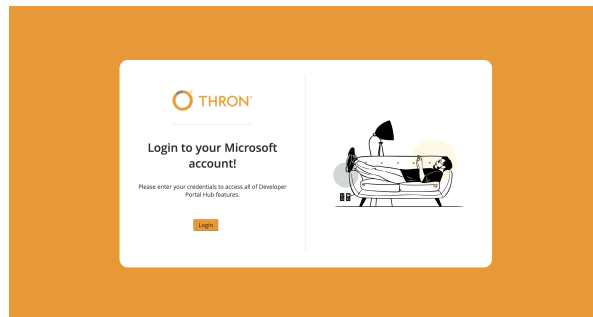 THRON
Login to your Microsoft
account!
Please enter your credentials to access all of Developer
Portal Hub features.
Login